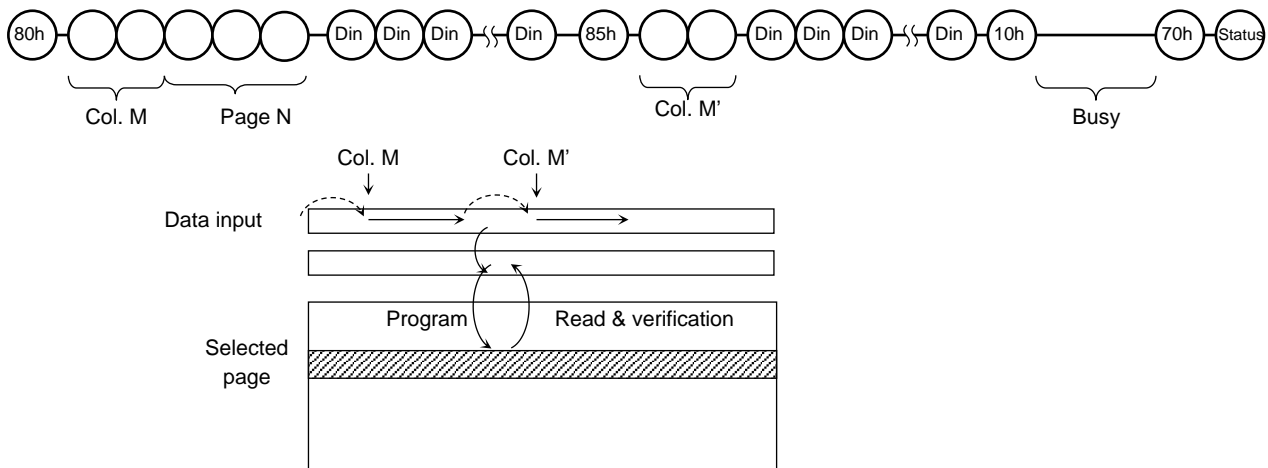 80h Din Din Din Din 85h Din Din Din Din 10h 70h Status
Col. M Page N Col. M’ Busy
Col. M Col. M’
Data input
Program Read & verification
Selected
page